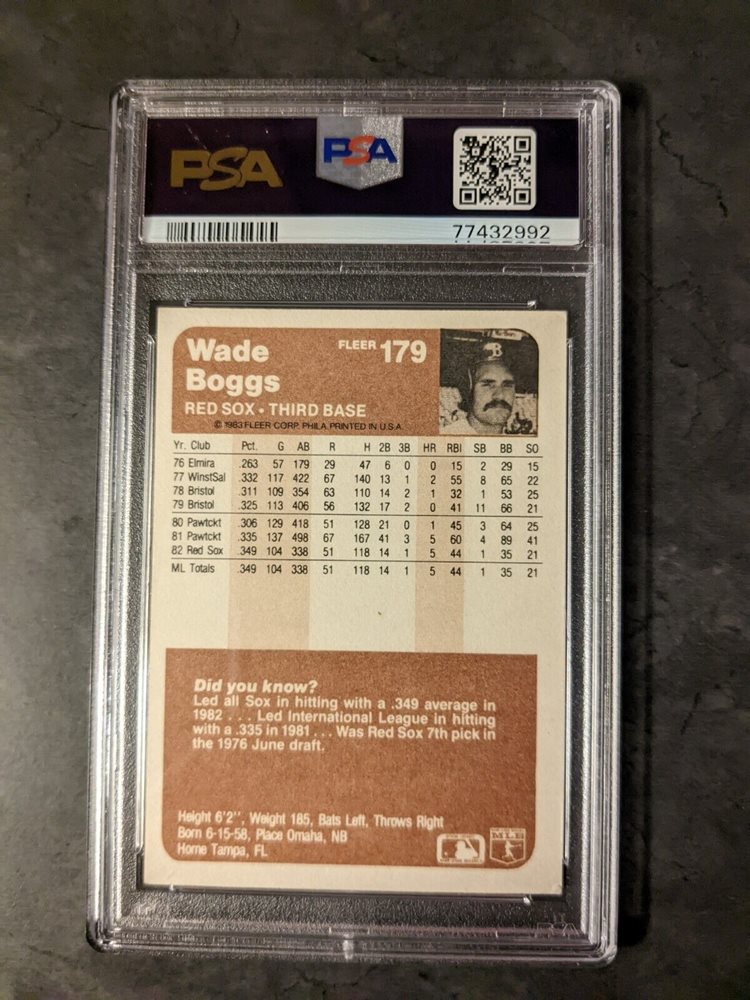 PSA PSA
77432992
Wade FLEER 179
Boggs
RED SOX • THIRD BASE
© 1983 FLEER CORP. PHILA. PRINTED IN U.S.A.
Yr. Club Pct. G AB R H 2B 3B HR RBI SB BB SO
76 Elmira .263 57 179 29 47 6 0 0 15 2 29 15
77 WinstSal .332 117 422 67 140 13 1 2 55 8 65 22
78 Bristol .311 109 354 63 110 14 2 1 32 1 53 25
79 Bristol .325 113 406 56 132 17 2 0 41 11 66 21
80 Pawtckt .306 129 418 51 128 21 0 1 45 3 64 25
81 Pawtckt .335 137 498 67 167 41 3 5 60 4 89 41
82 Red Sox .349 104 338 51 118 14 1 5 44 1 35 21
ML Totals .349 104 338 51 118 14 1 5 44 1 35 21
Did you know?
Led all Sox in hitting with a .349 average in
1982 . . . Led International League in hitting
with a .335 in 1981 . . . Was Red Sox 7th pick in
the 1976 June draft.
Height 6'2'', Weight 185, Bats Left, Throws Right
Born 6-15-58, Place Omaha, NB
Home Tampa, FL